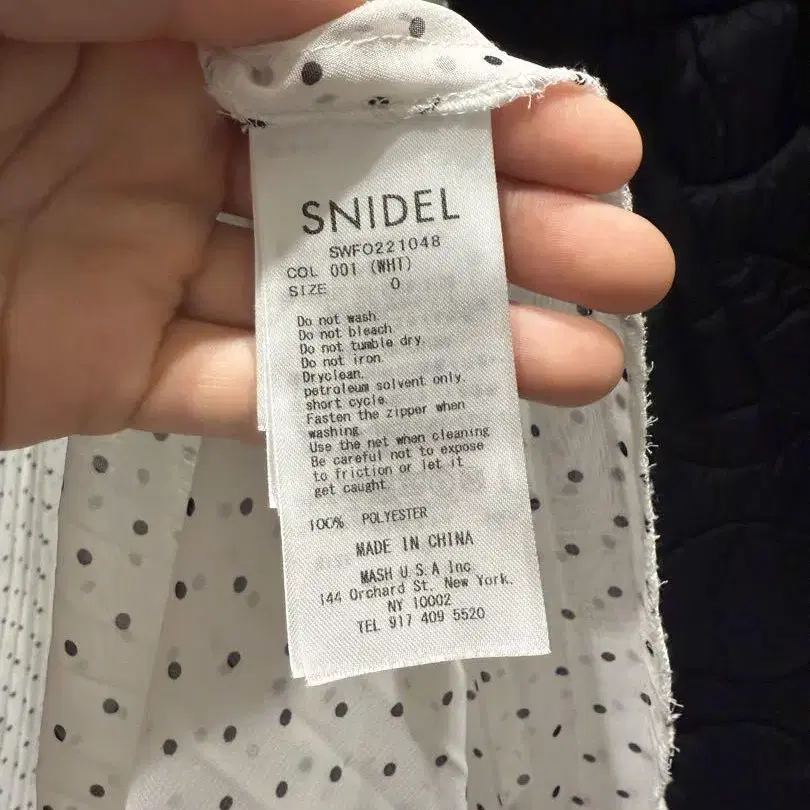 SNIDEL
SWFO221048
COL 001 (WHT)
SIZE 0
Do not wash.
Do not bleach
Do not tumble dry.
Do not iron.
Dryclean.
petroleum solvent only.
short cycle.
Fasten the zipper when
washing.
Use the net when cleaning
Be careful not to expose
to friction or let it
get caught.
100% POLYESTER
MADE IN CHINA
MASH U.S.A Inc
144 Orchard St. New York.
NY 10002
TEL 917 409 5520